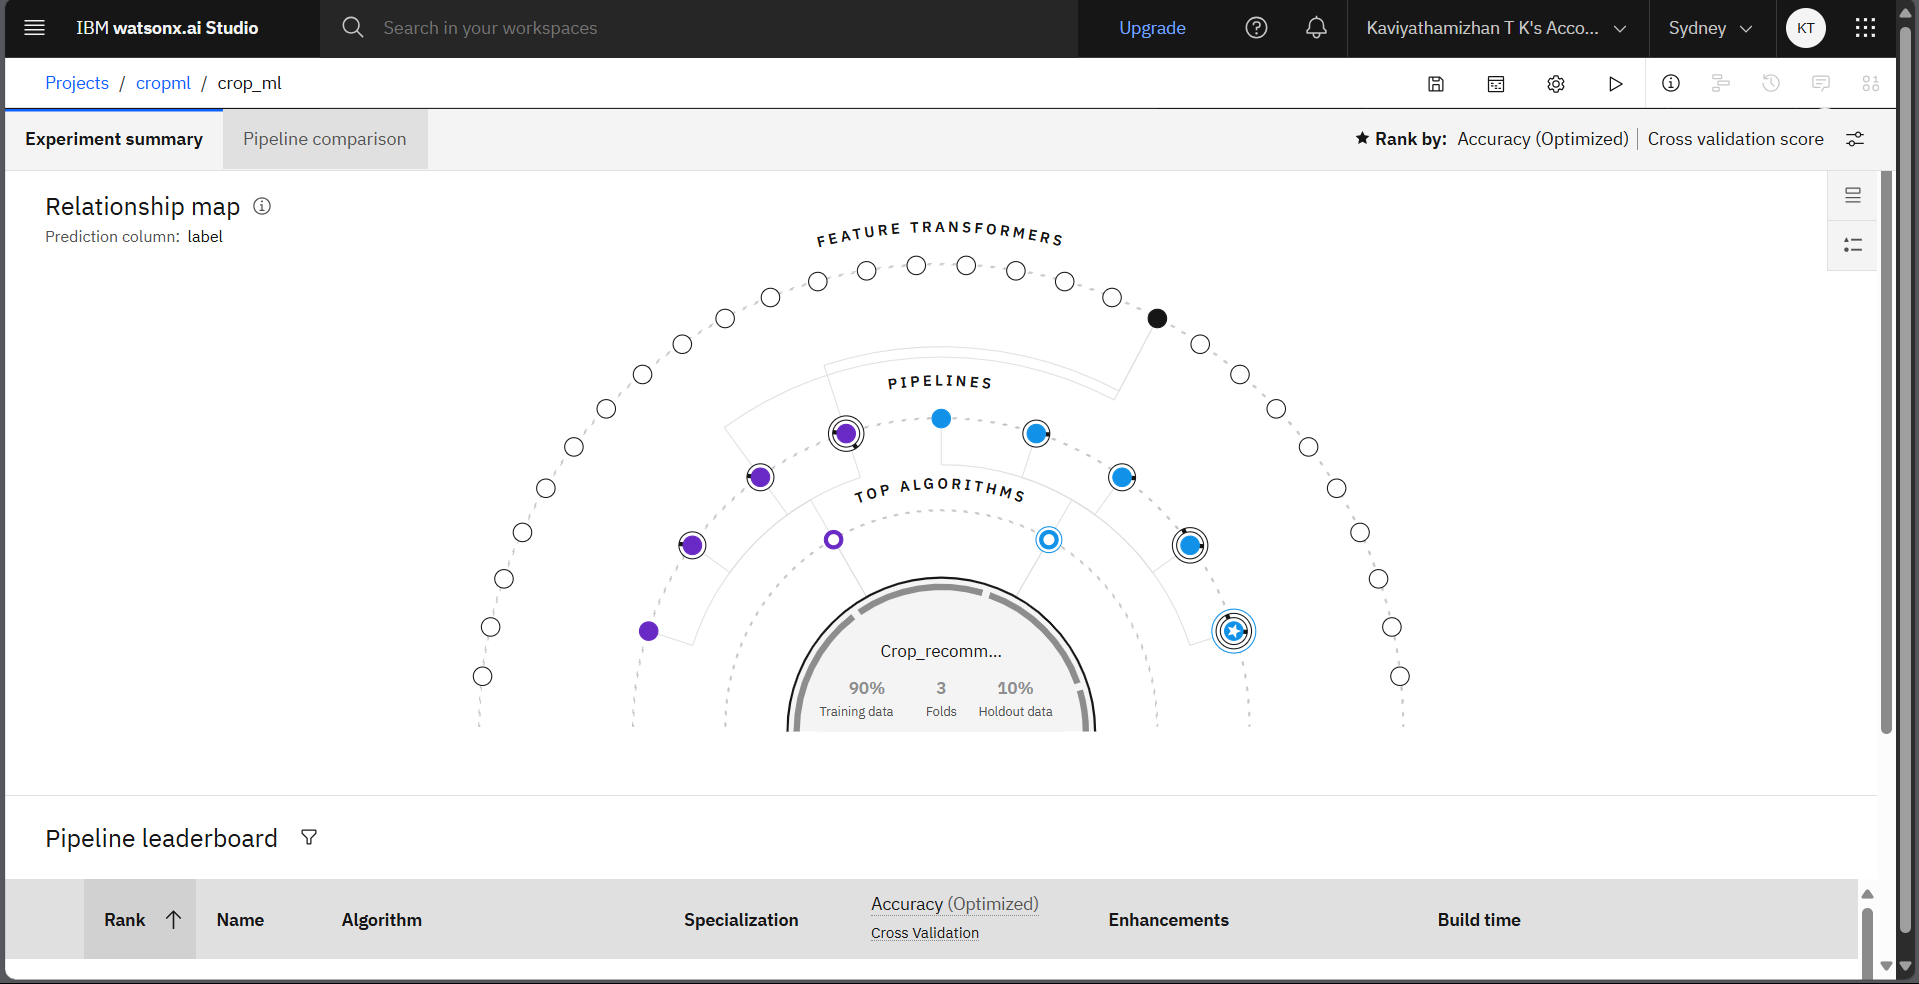 IBM watsonx.ai Studio
Search in your workspaces
Upgrade
Kaviyathamizhan T K's Acco...
Sydney
KT
Projects / cropml / crop_ml
Experiment summary
Pipeline comparison
Rank by: Accuracy (Optimized) | Cross validation score
Relationship map
Prediction column: label
FEATURE TRANSFORMERS
PIPELINES
TOP ALGORITHMS
Crop_recomm...
90% 3 10%
Training data Folds Holdout data
Pipeline leaderboard
Rank Name Algorithm Specialization Accuracy (Optimized) Enhancements Build time
Cross Validation